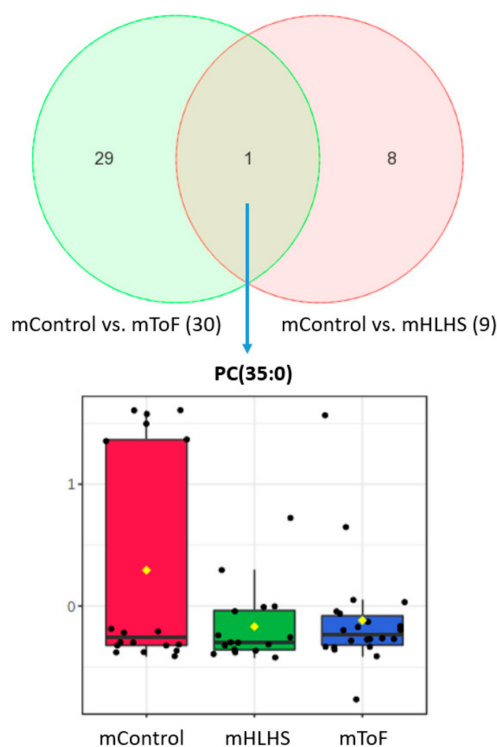 29
1
8
mControl vs. mToF (30)
mControl vs. mHLHS (9)
PC(35:0)
1
0
mControl
mHLHS
mToF